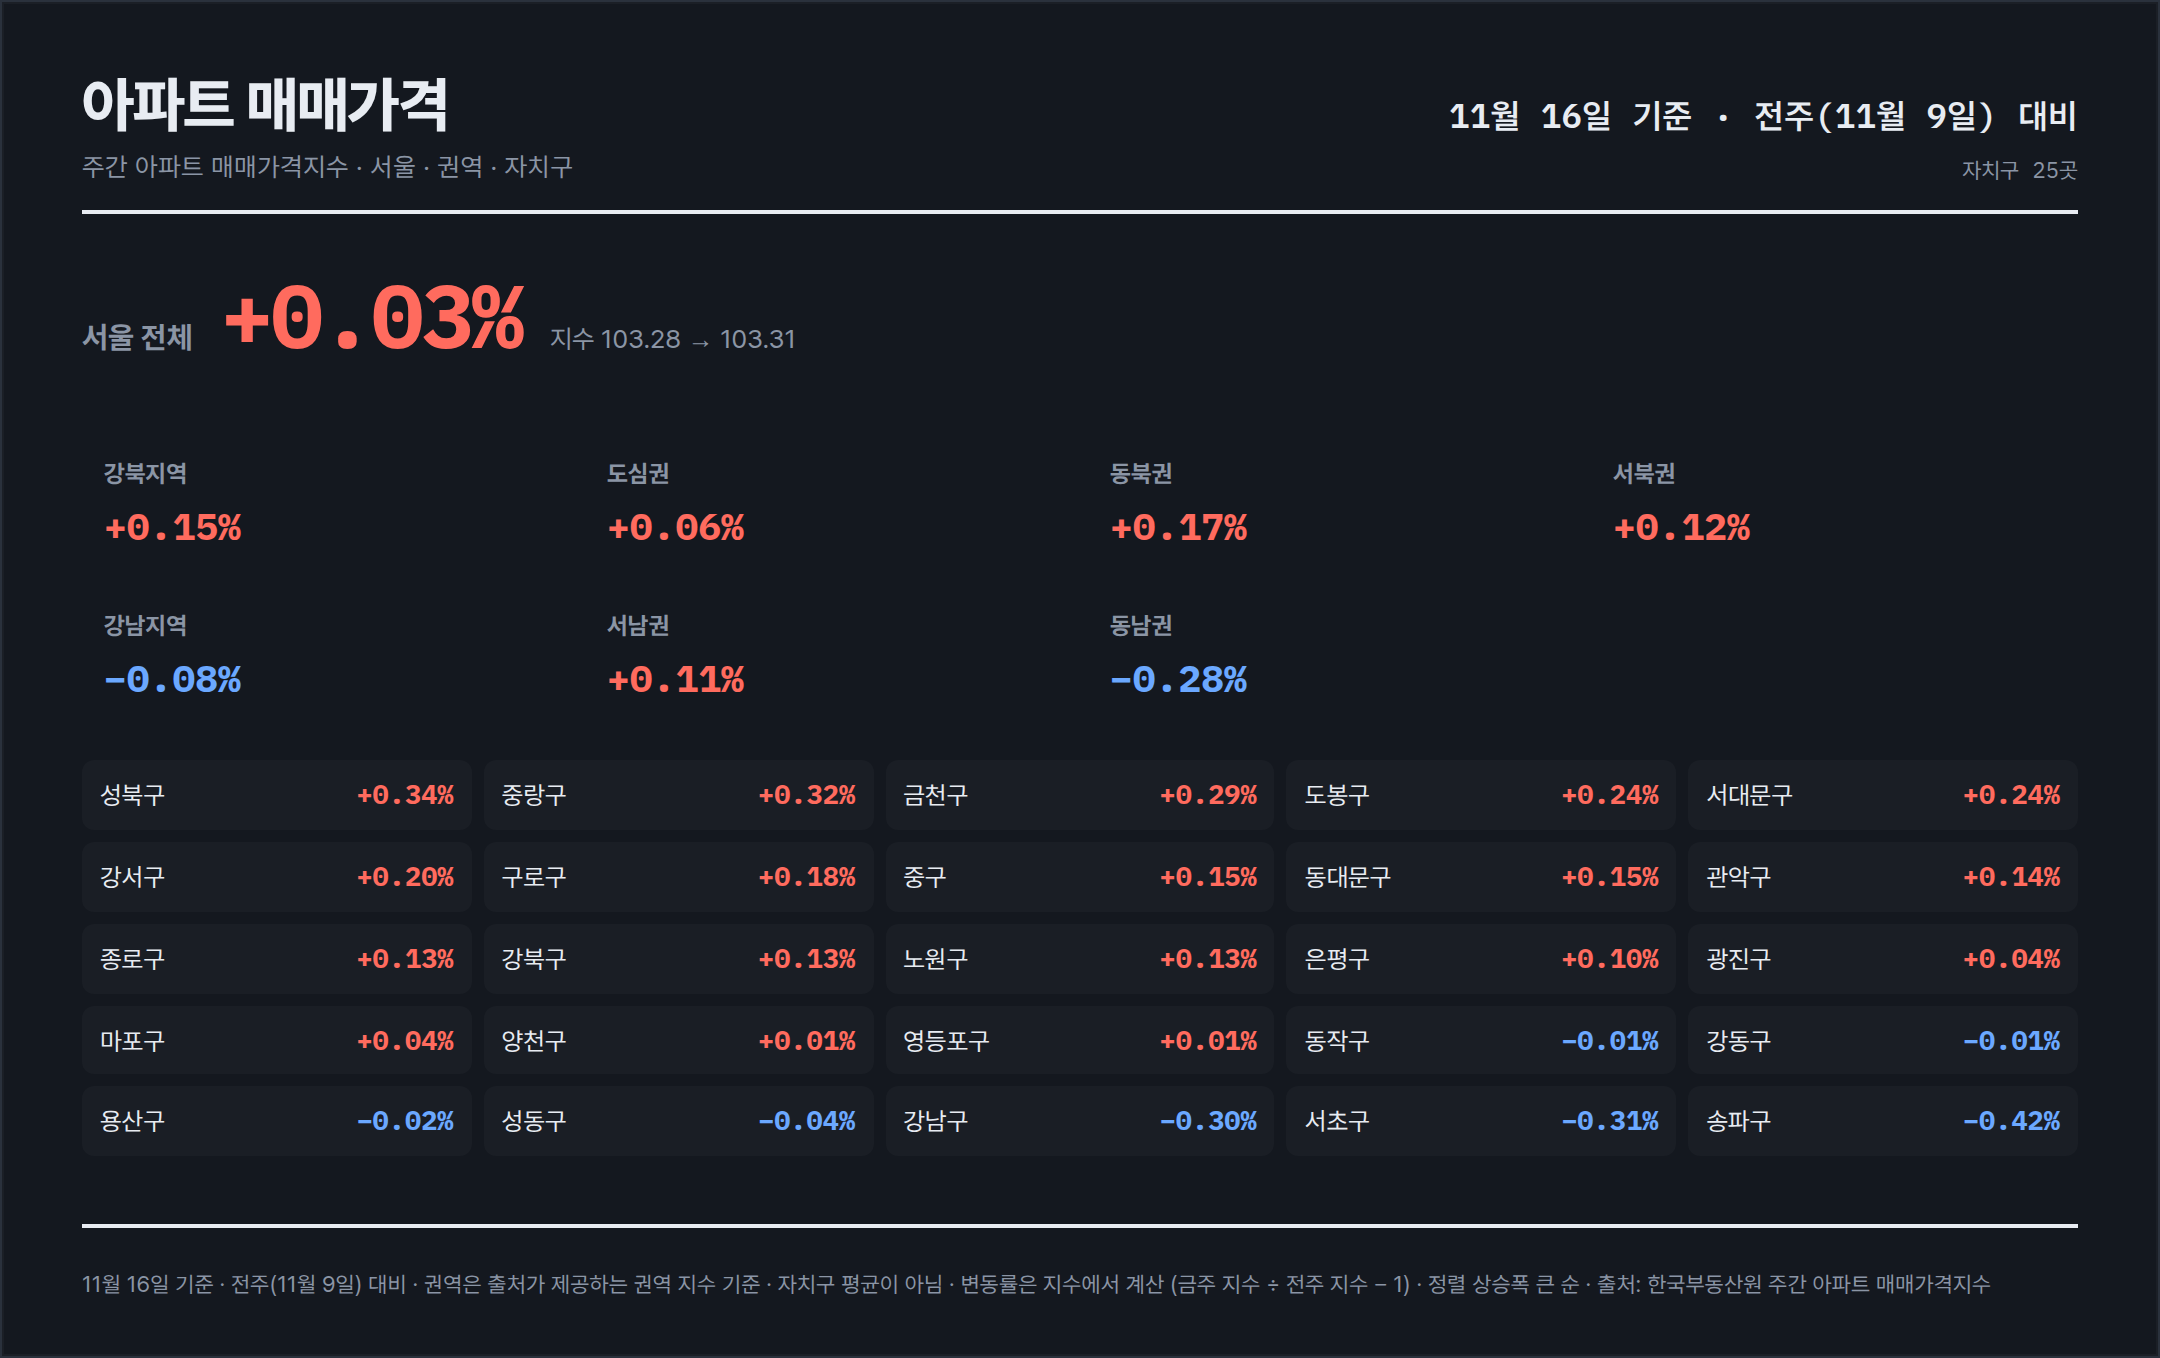 아파트 매매가격
11월 16일 기준 · 전주(11월 9일) 대비
주간 아파트 매매가격지수 · 서울 · 권역 · 자치구
자치구 25곳
서울 전체 +0.03% 지수 103.28 → 103.31
강북지역 도심권 동북권 서북권
+0.15% +0.06% +0.17% +0.12%
강남지역 서남권 동남권
−0.08% +0.11% −0.28%
성북구 +0.34% 중랑구 +0.32% 금천구 +0.29% 도봉구 +0.24% 서대문구 +0.24%
강서구 +0.20% 구로구 +0.18% 중구 +0.15% 동대문구 +0.15% 관악구 +0.14%
종로구 +0.13% 강북구 +0.13% 노원구 +0.13% 은평구 +0.10% 광진구 +0.04%
마포구 +0.04% 양천구 +0.01% 영등포구 +0.01% 동작구 −0.01% 강동구 −0.01%
용산구 −0.02% 성동구 −0.04% 강남구 −0.30% 서초구 −0.31% 송파구 −0.42%
11월 16일 기준 · 전주(11월 9일) 대비 · 권역은 출처가 제공하는 권역 지수 기준 · 자치구 평균이 아님 · 변동률은 지수에서 계산 (금주 지수 ÷ 전주 지수 − 1) · 정렬 상승폭 큰 순 · 출처: 한국부동산원 주간 아파트 매매가격지수